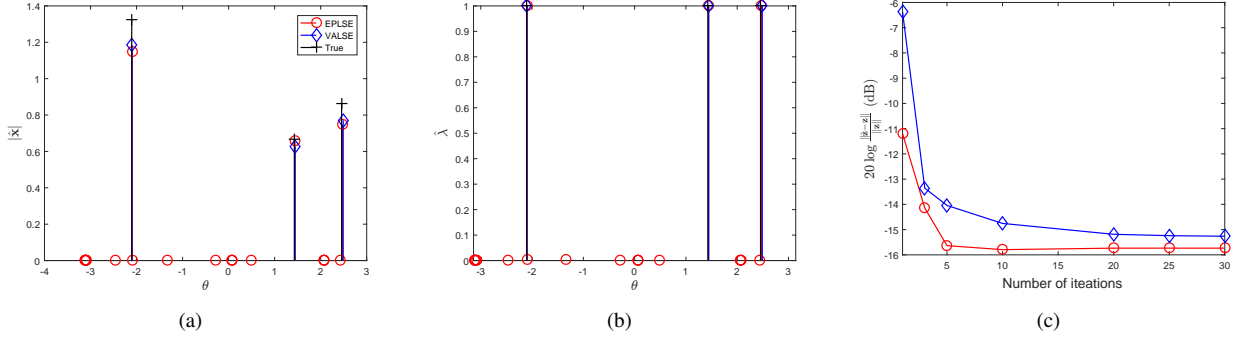 1.4
1.2
1
0.8
0.6
0.4
0.2
0
-4 -3 -2 -1 0 1 2 3
|x̂|
θ
EPLSE
VALSE
True
(a)
1
0.9
0.8
0.7
0.6
0.5
0.4
0.3
0.2
0.1
0
-3 -2 -1 0 1 2 3
λ̂
θ
(b)
-6
-7
-8
-9
-10
-11
-12
-13
-14
-15
-16
5 10 15 20 25 30
20 log ‖ẑ−z‖/‖z‖ (dB)
Number of iteations
(c)